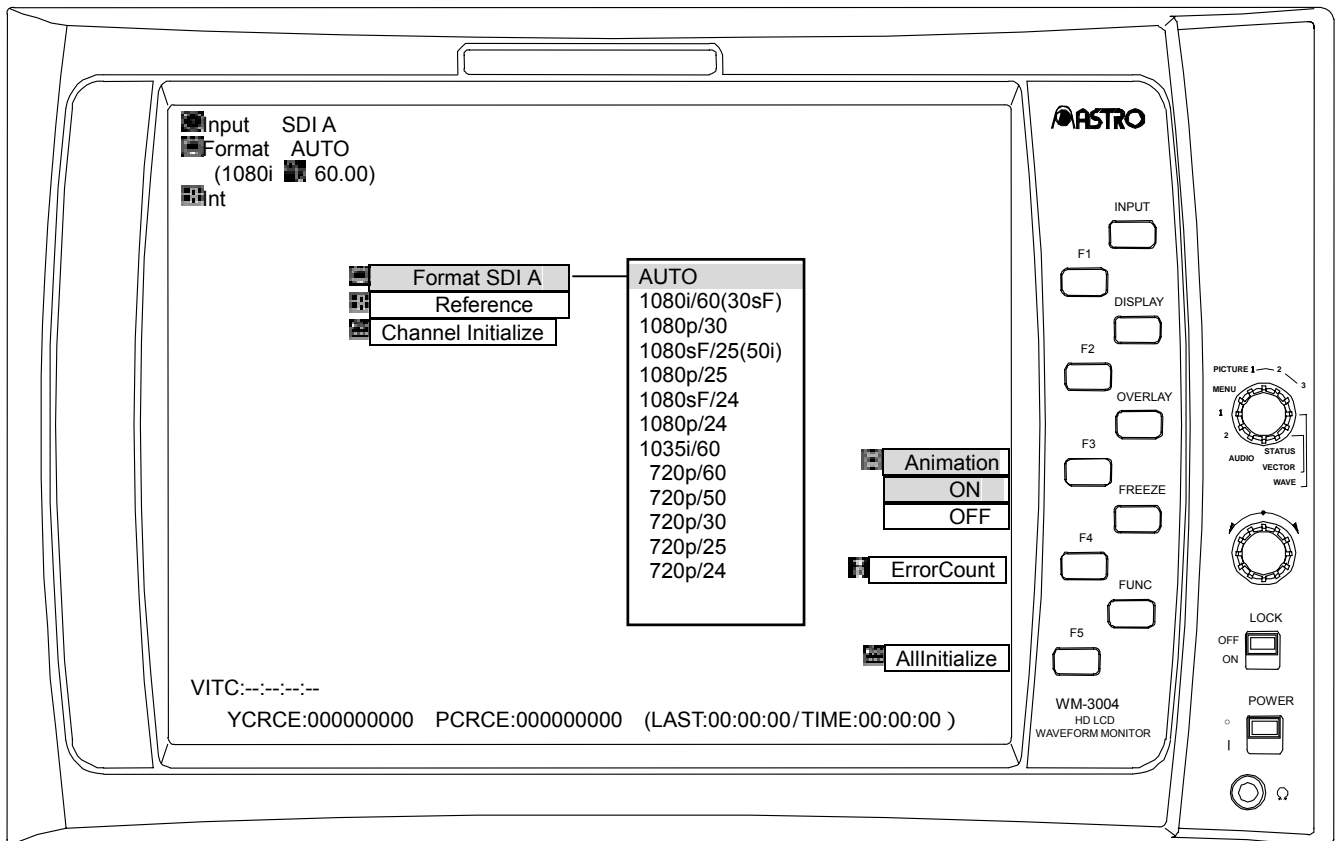 Input SDI A
Format AUTO
(1080i 60.00)
Int
Format SDI A
Reference
Channel Initialize
AUTO
1080i/60(30sF)
1080p/30
1080sF/25(50i)
1080p/25
1080sF/24
1080p/24
1035i/60
720p/60
720p/50
720p/30
720p/25
720p/24
Animation
ON
OFF
ErrorCount
AllInitialize
VITC:--:--:--:--
YCRCE:000000000 PCRCE:000000000 (LAST:00:00:00/TIME:00:00:00 )
ASTRO
INPUT
F1
DISPLAY
F2
OVERLAY
F3
FREEZE
F4
FUNC
F5
WM-3004
HD LCD
WAVEFORM MONITOR
PICTURE 1 2 3
MENU
1
2
AUDIO
STATUS
VECTOR
WAVE
LOCK
OFF
ON
POWER